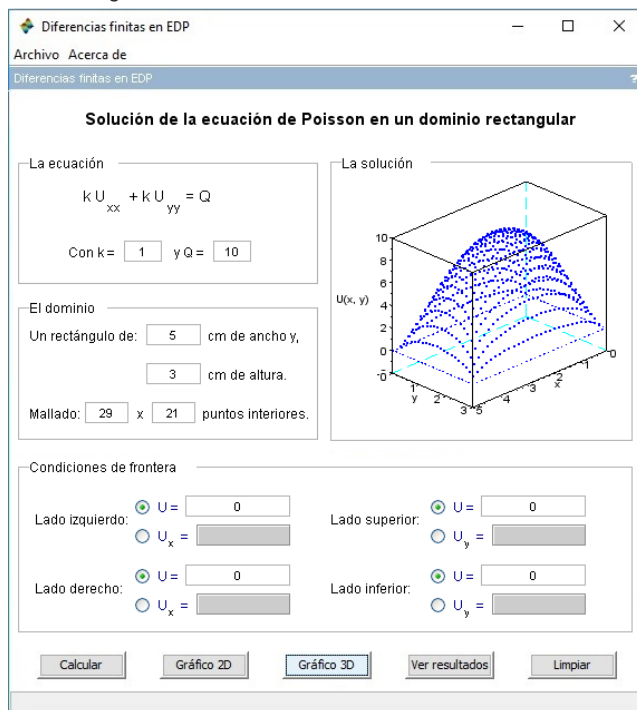 Diferencias finitas en EDP
Archivo Acerca de
Diferencias finitas en EDP ?
Solución de la ecuación de Poisson en un dominio rectangular
La ecuación
k U xx + k U yy = Q
Con k = 1 y Q = 10
El dominio
Un rectángulo de: 5 cm de ancho y,
3 cm de altura.
Mallado: 29 x 21 puntos interiores.
La solución
U(x, y)
10
8
6
4
2
0
-2
0 1 2 3
y
5 4 3 2 1 0
x
Condiciones de frontera
Lado izquierdo:
U = 0
U x =
Lado superior:
U = 0
U y =
Lado derecho:
U = 0
U x =
Lado inferior:
U = 0
U y =
Calcular Gráfico 2D Gráfico 3D Ver resultados Limpiar